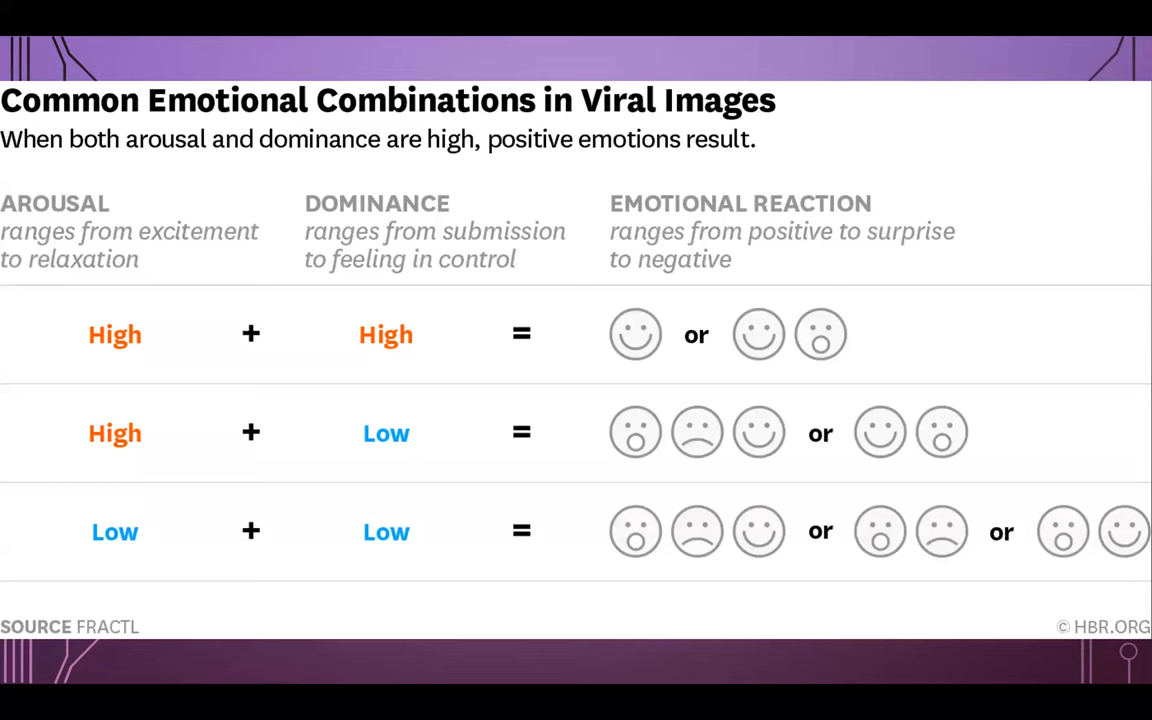 Common Emotional Combinations in Viral Images
When both arousal and dominance are high, positive emotions result.
AROUSAL
ranges from excitement
to relaxation
DOMINANCE
ranges from submission
to feeling in control
EMOTIONAL REACTION
ranges from positive to surprise
to negative
High + High = or
High + Low = or
Low + Low = or or
SOURCE FRACTL
© HBR.ORG